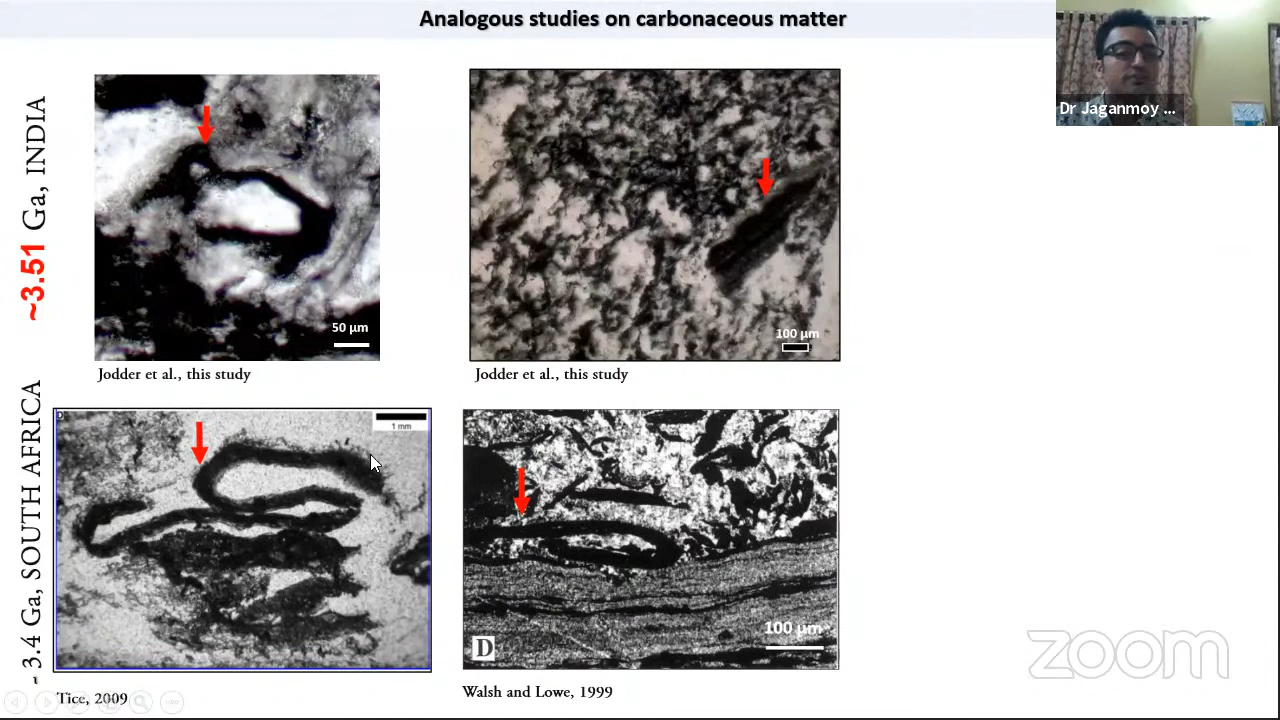 Analogous studies on carbonaceous matter
Dr Jaganmoy ...
~3.51 Ga, INDIA
50 µm
100 µm
Jodder et al., this study
Jodder et al., this study
~ 3.4 Ga, SOUTH AFRICA
D
1 mm
D
100 µm
Tice, 2009
Walsh and Lowe, 1999
zoom